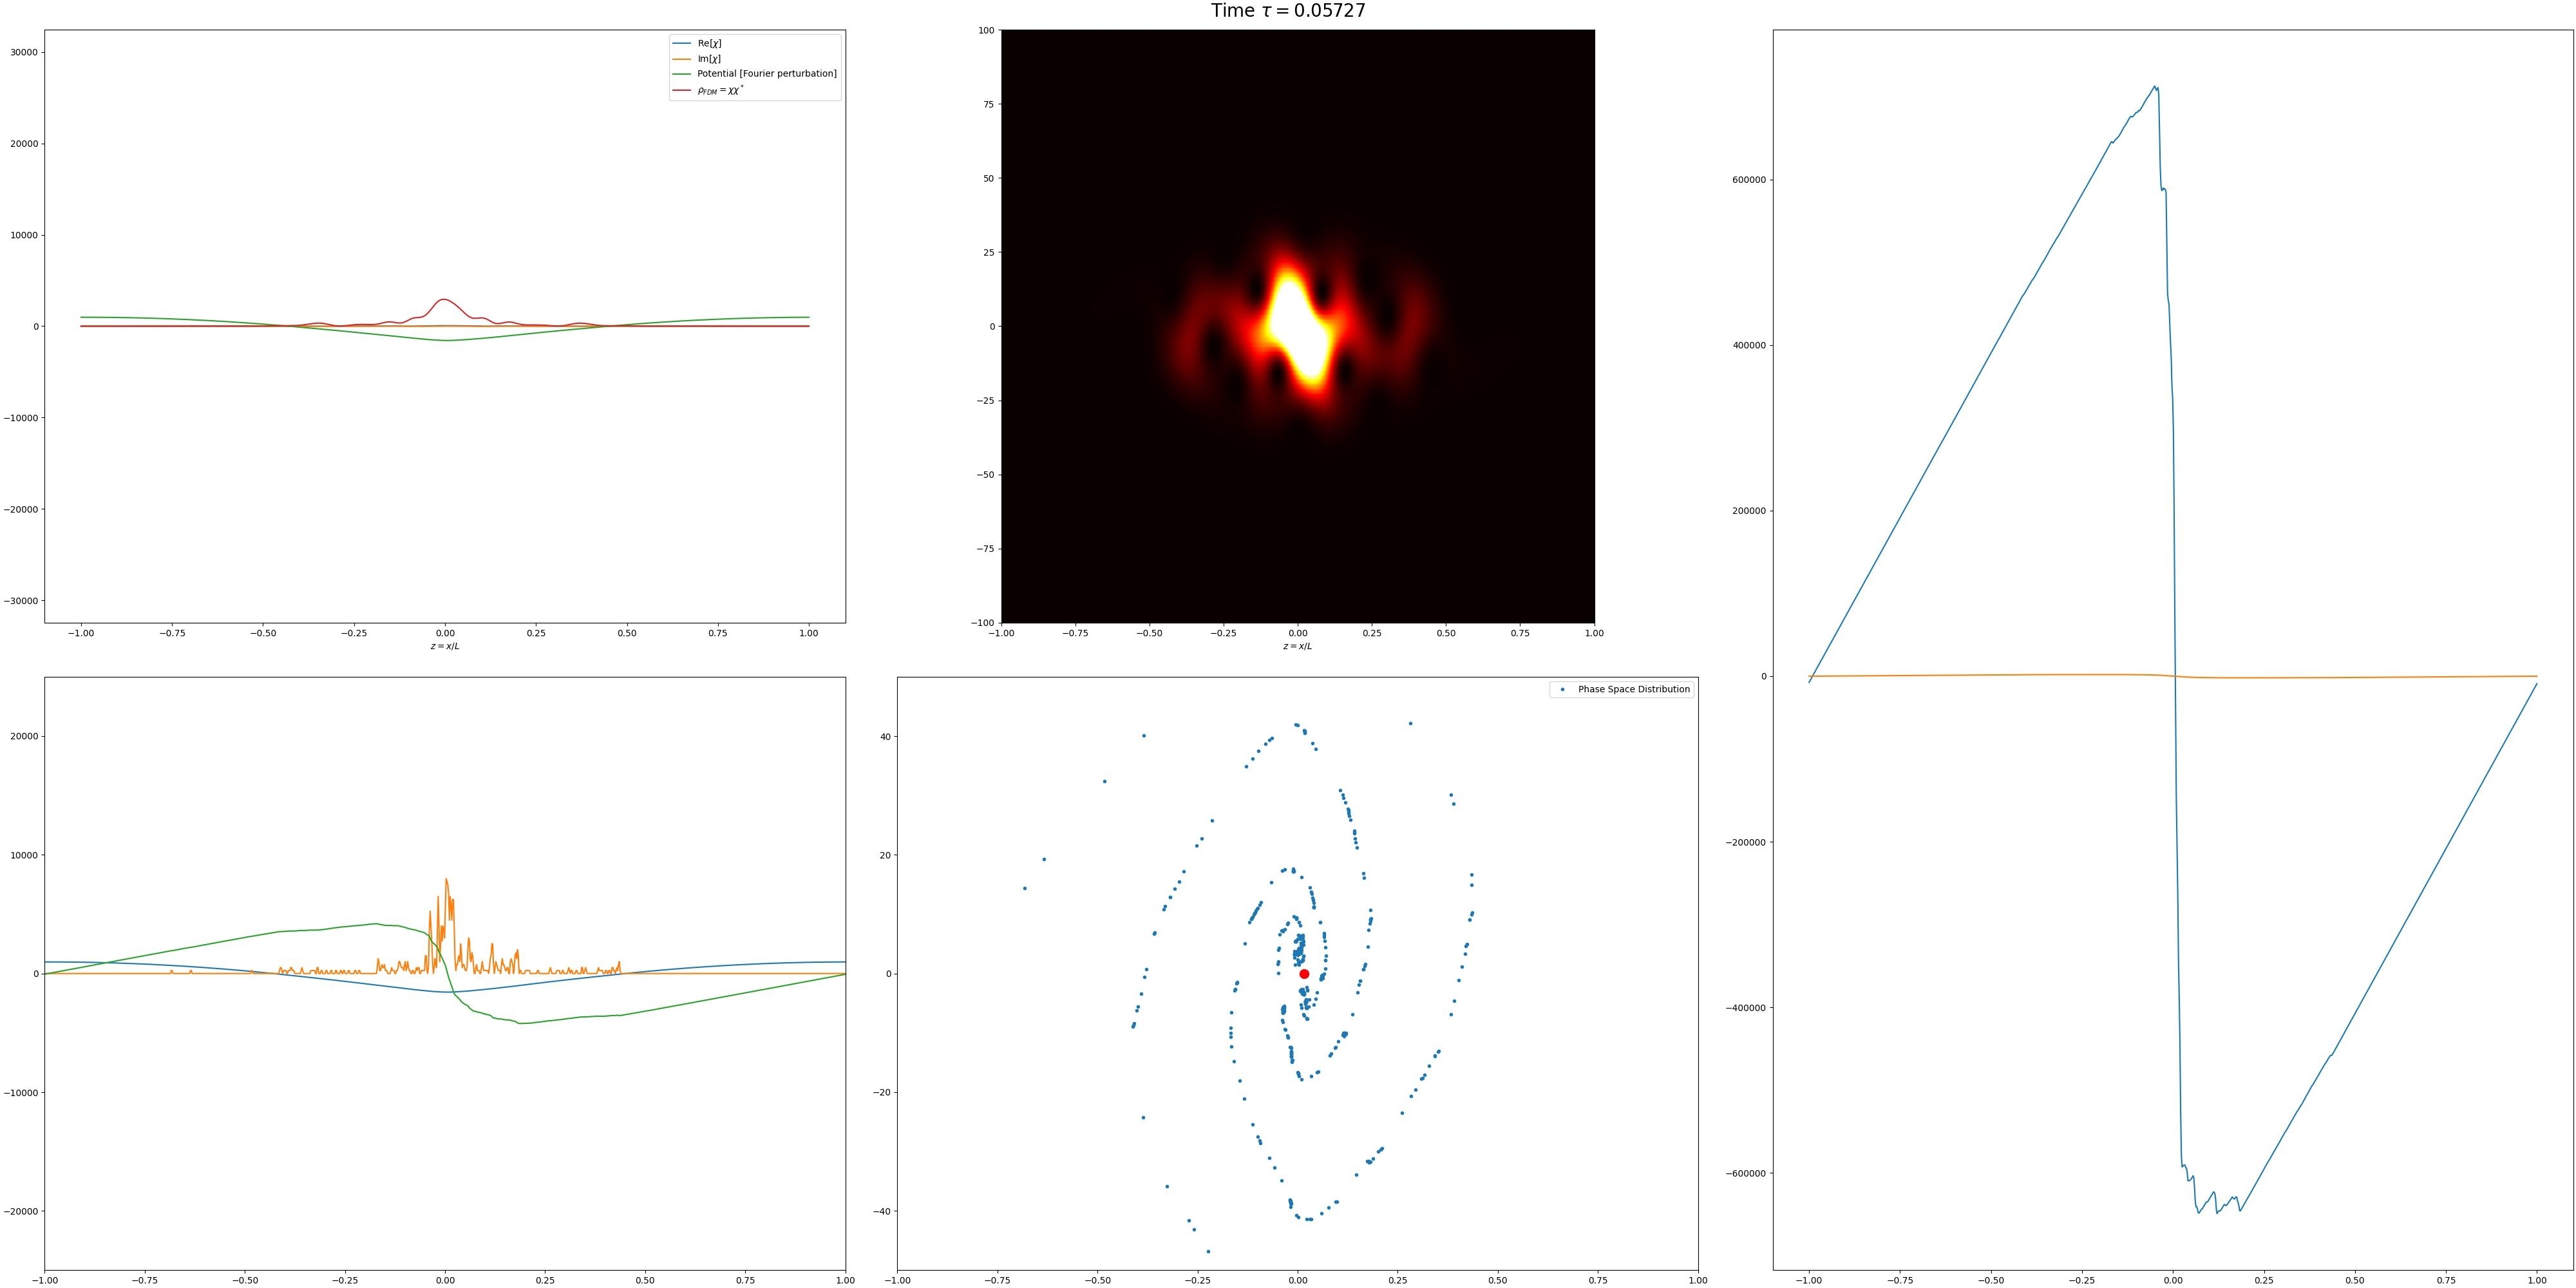 Time τ = 0.05727
30000
20000
10000
0
−10000
−20000
−30000
−1.00 −0.75 −0.50 −0.25 0.00 0.25 0.50 0.75 1.00
z = x/L
Re[χ]
Im[χ]
Potential [Fourier perturbation]
ρ_FDM = χχ*
100
75
50
25
0
−25
−50
−75
−100
−1.00 −0.75 −0.50 −0.25 0.00 0.25 0.50 0.75 1.00
z = x/L
600000
400000
200000
0
−200000
−400000
−600000
−1.00 −0.75 −0.50 −0.25 0.00 0.25 0.50 0.75 1.00
20000
10000
0
−10000
−20000
−1.00 −0.75 −0.50 −0.25 0.00 0.25 0.50 0.75 1.00
Phase Space Distribution
40
20
0
−20
−40
−1.00 −0.75 −0.50 −0.25 0.00 0.25 0.50 0.75 1.00